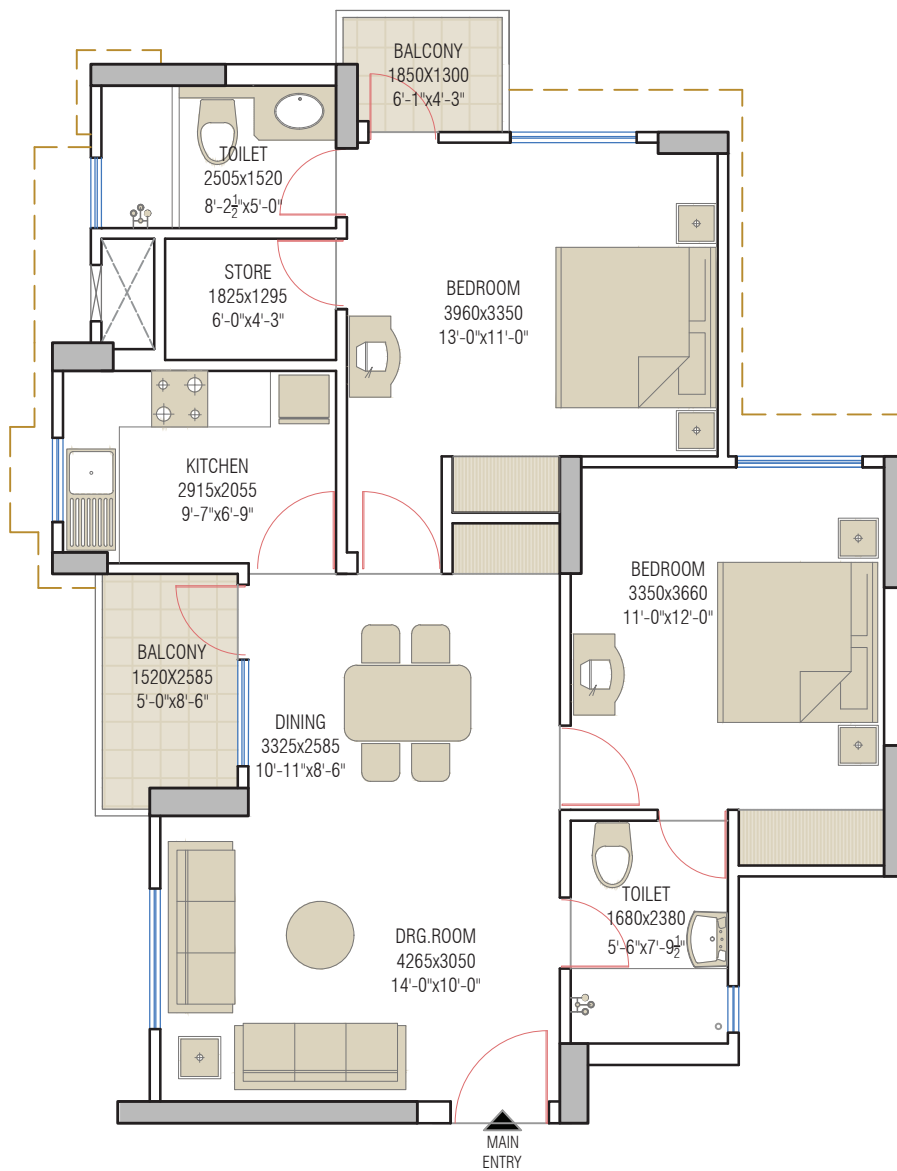 BALCONY
1850X1300
6'-1"x4'-3"
TOILET
2505x1520
8'-2½"x5'-0"
STORE
1825x1295
6'-0"x4'-3"
BEDROOM
3960x3350
13'-0"x11'-0"
KITCHEN
2915x2055
9'-7"x6'-9"
BEDROOM
3350x3660
11'-0"x12'-0"
BALCONY
1520X2585
5'-0"x8'-6"
DINING
3325x2585
10'-11"x8'-6"
TOILET
1680x2380
5'-6"x7'-9½"
DRG.ROOM
4265x3050
14'-0"x10'-0"
MAIN
ENTRY